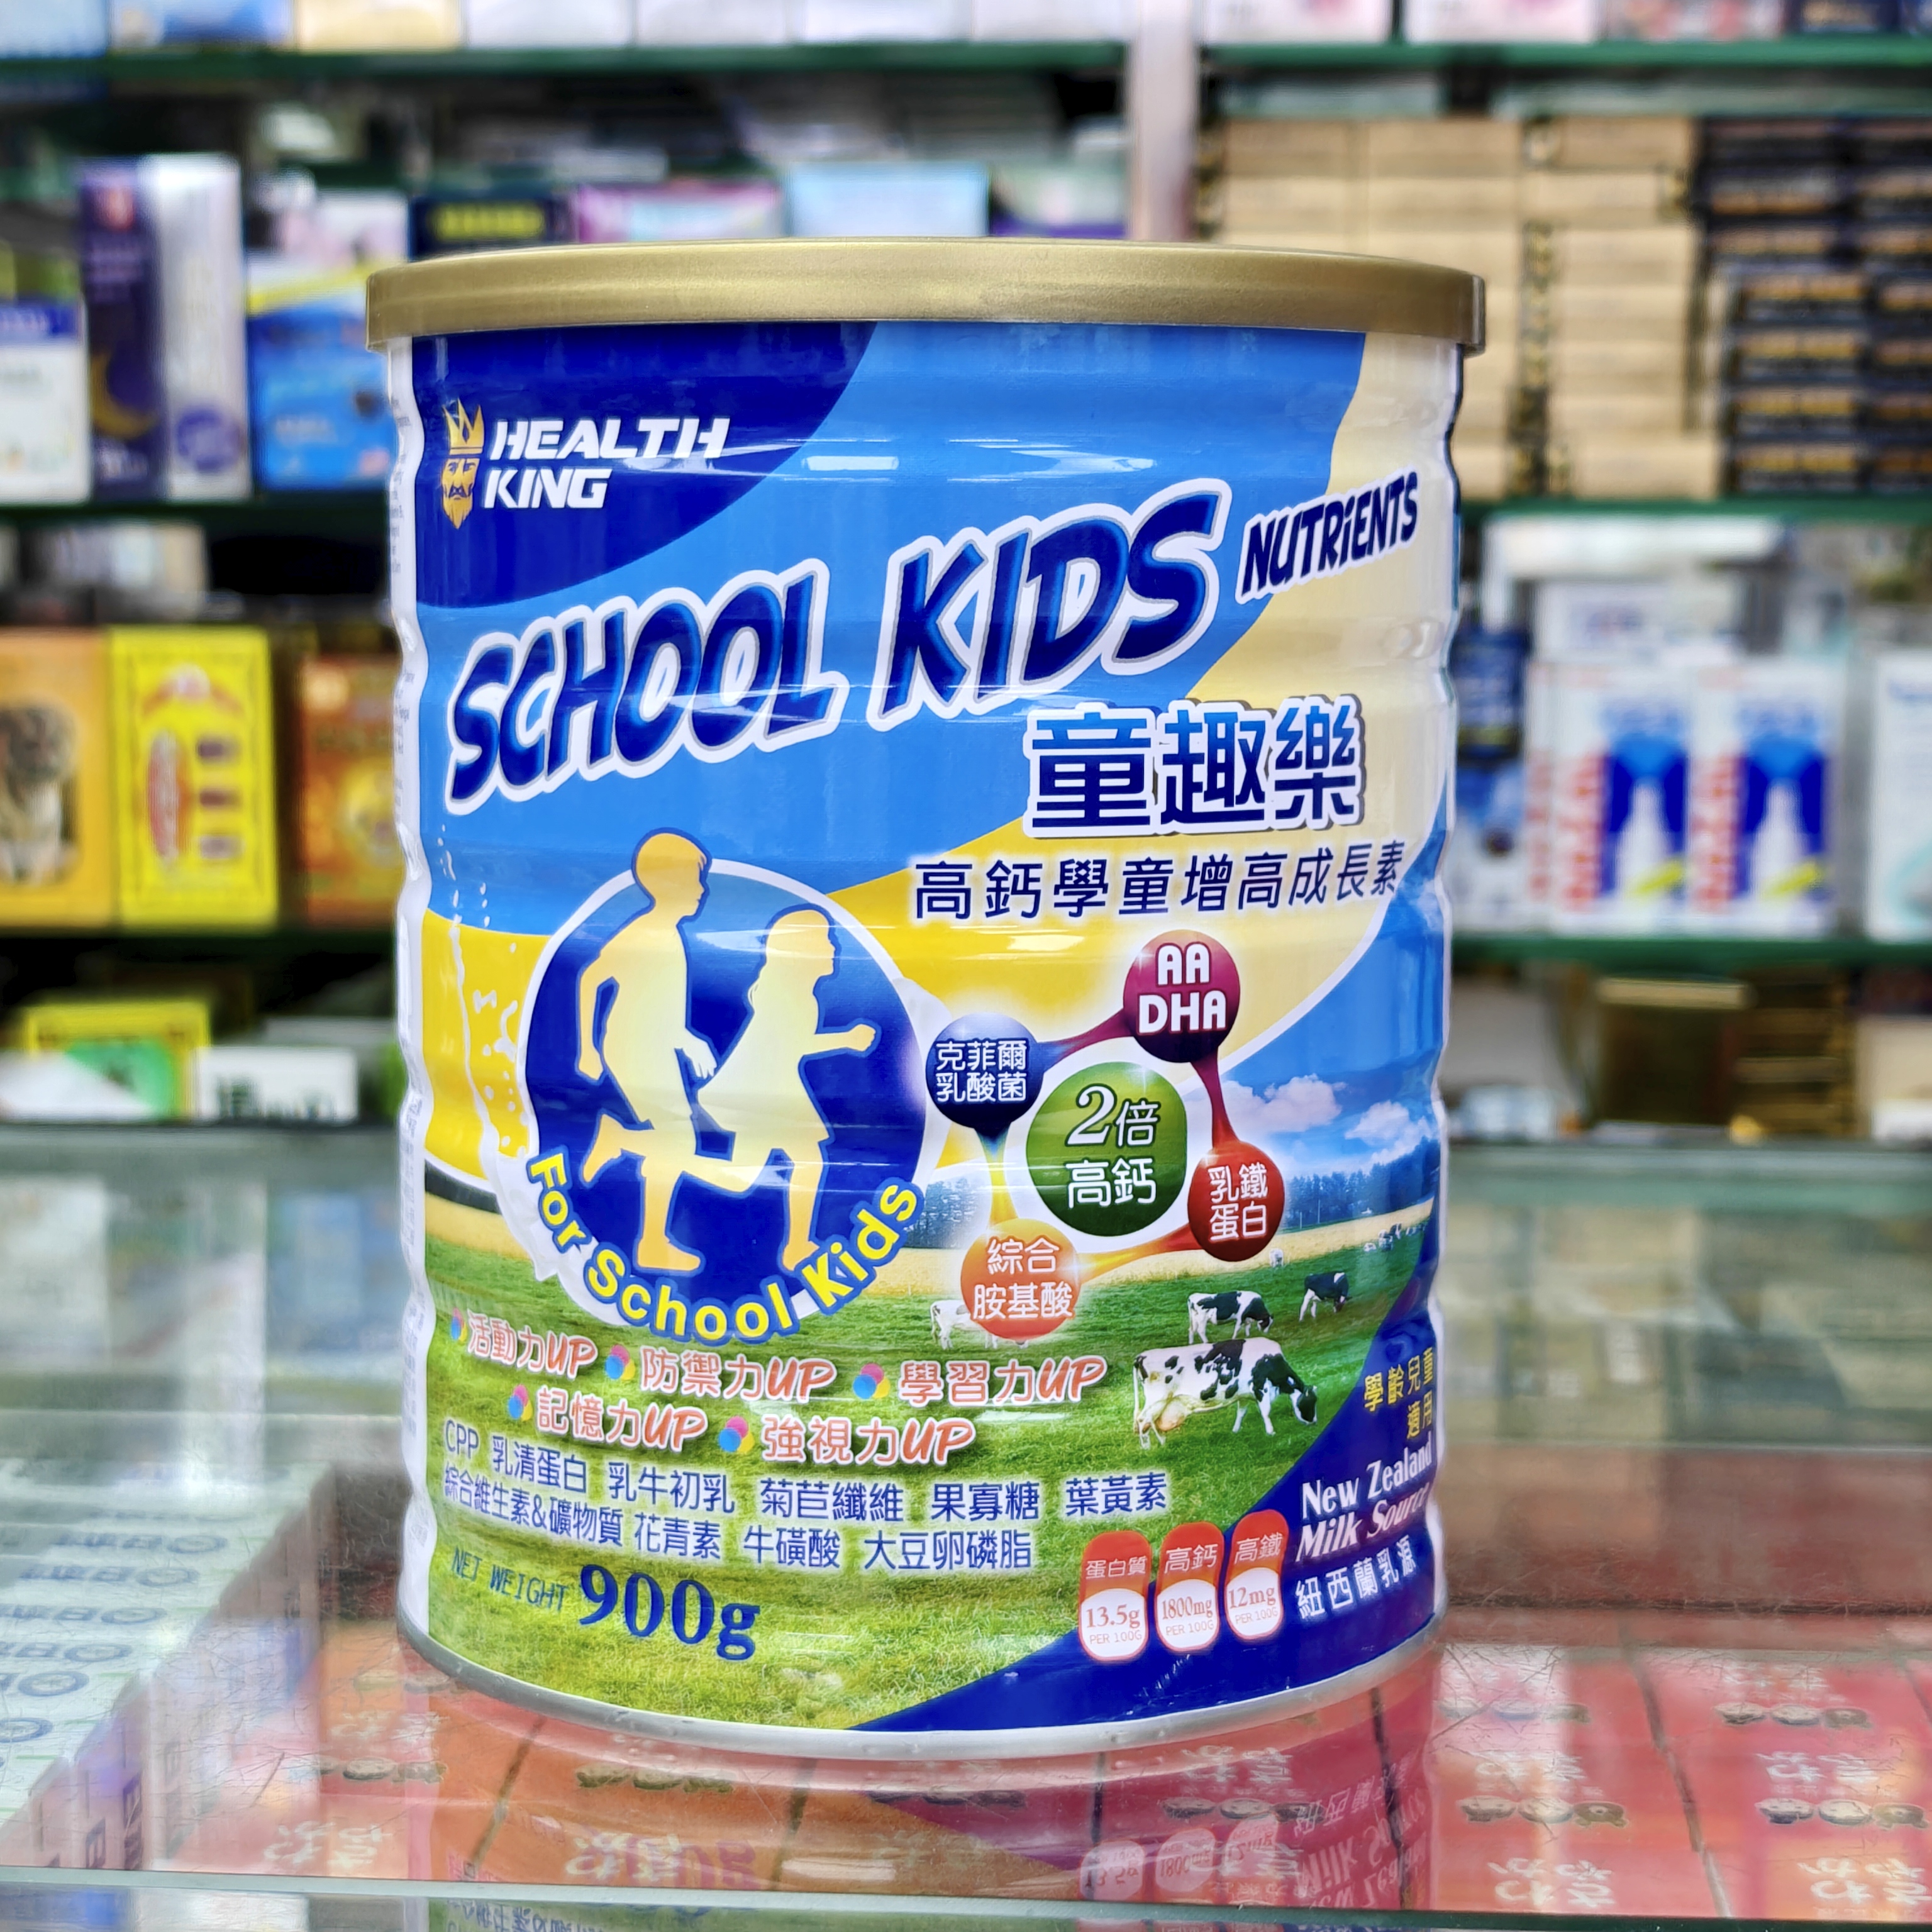 HEALTH
KING
SCHOOL KIDS NUTRiENTS
童趣樂
高鈣學童增高成長素
AA
DHA
克菲爾
乳酸菌
2倍
高鈣
乳鐵
蛋白
綜合
胺基酸
For School Kids
活動力UP 防禦力UP 學習力UP
記憶力UP 強視力UP
CPP 乳清蛋白 乳牛初乳 菊苣纖維 果寡糖 葉黃素
綜合維生素&礦物質 花青素 牛磺酸 大豆卵磷脂
NET WEIGHT 900g
學齡兒童
適用
New Zealand
Milk Source
紐西蘭乳源
蛋白質
13.5g
PER 100G
高鈣
1800mg
PER 100G
高鐵
12mg
PER 100G